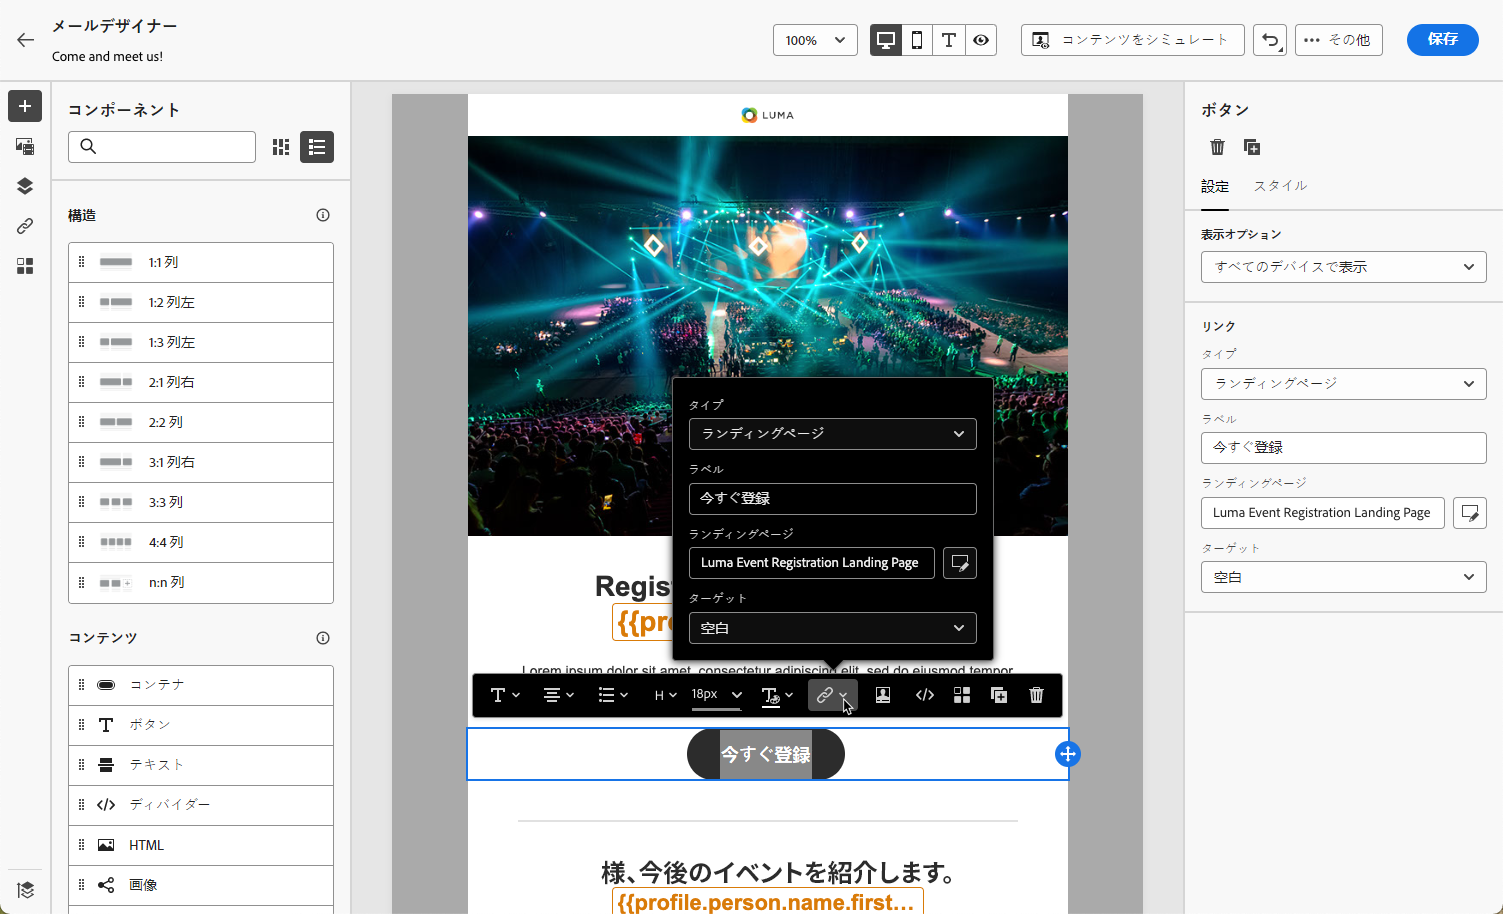 メールデザイナー
Come and meet us!
100%
コンテンツをシミュレート
その他
保存
コンポーネント
構造
1:1 列
1:2 列左
1:3 列左
2:1 列右
2:2 列
3:1 列右
3:3 列
4:4 列
n:n 列
コンテンツ
コンテナ
ボタン
テキスト
ディバイダー
HTML
画像
LUMA
タイプ
ランディングページ
ラベル
今すぐ登録
ランディングページ
Luma Event Registration Landing Page
ターゲット
空白
Regis
{{pro
Lorem ipsum dolor sit amet, consectetur adipiscing elit, sed do eiusmod tempor
H
18px
今すぐ登録
様、今後のイベントを紹介します。
{{profile.person.name.first...
ボタン
設定
スタイル
表示オプション
すべてのデバイスで表示
リンク
タイプ
ランディングページ
ラベル
今すぐ登録
ランディングページ
Luma Event Registration Landing Page
ターゲット
空白